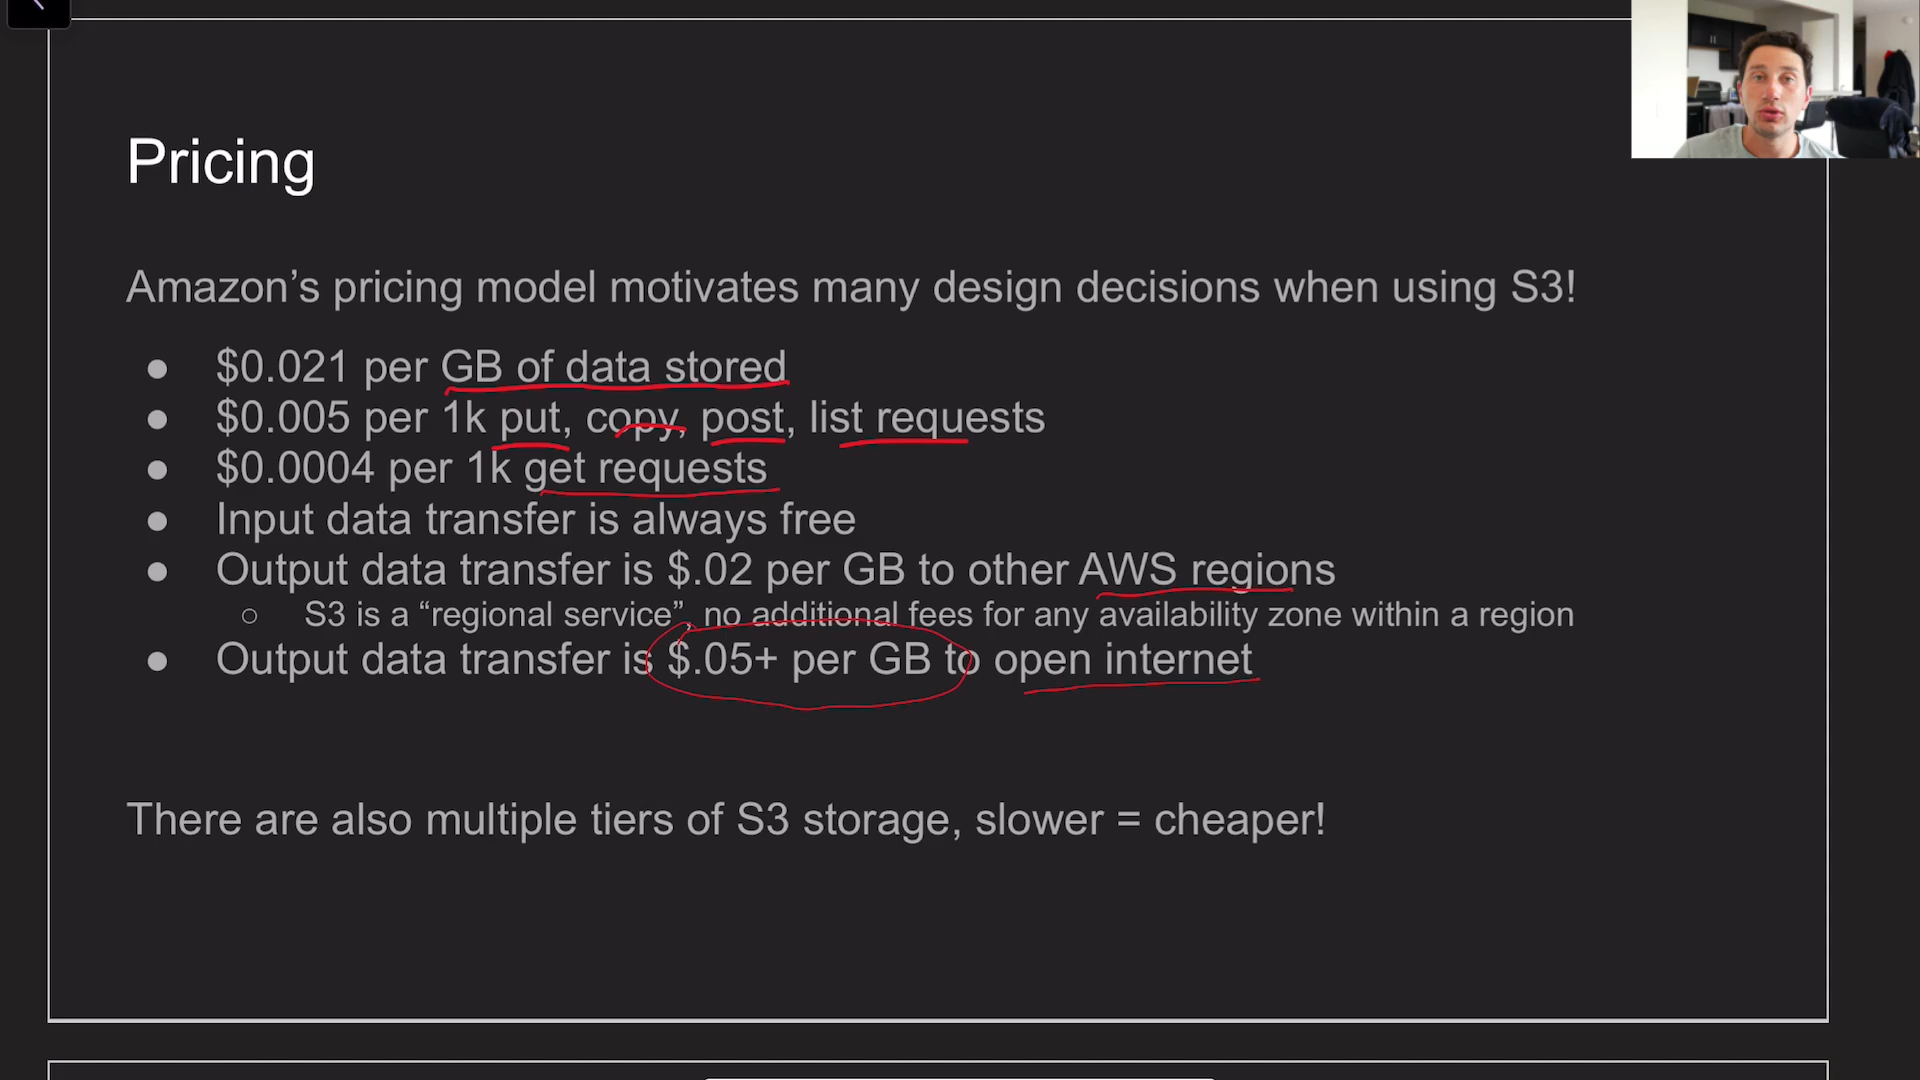 Pricing
Amazon’s pricing model motivates many design decisions when using S3!
● $0.021 per GB of data stored
● $0.005 per 1k put, copy, post, list requests
● $0.0004 per 1k get requests
● Input data transfer is always free
● Output data transfer is $.02 per GB to other AWS regions
○ S3 is a “regional service”, no additional fees for any availability zone within a region
● Output data transfer is $.05+ per GB to open internet
There are also multiple tiers of S3 storage, slower = cheaper!